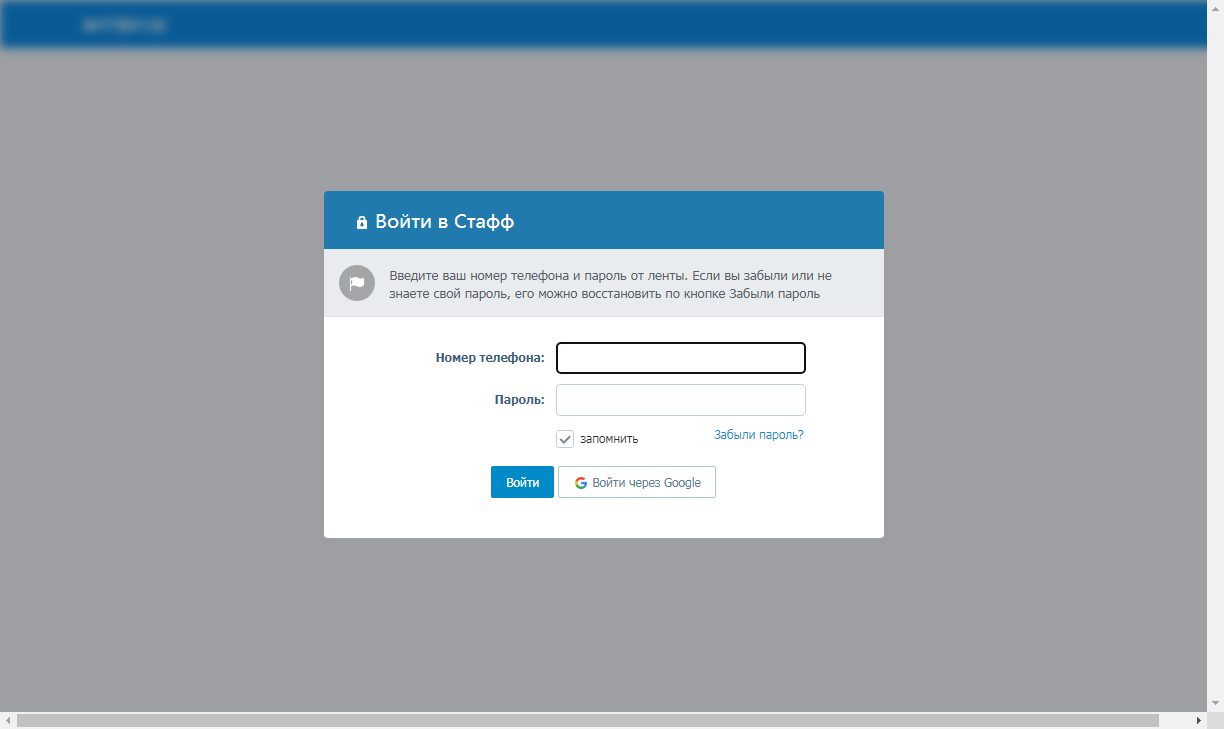 Войти в Стафф
Введите ваш номер телефона и пароль от ленты. Если вы забыли или не
знаете свой пароль, его можно восстановить по кнопке Забыли пароль
Номер телефона:
Пароль:
запомнить
Забыли пароль?
Войти
Войти через Google